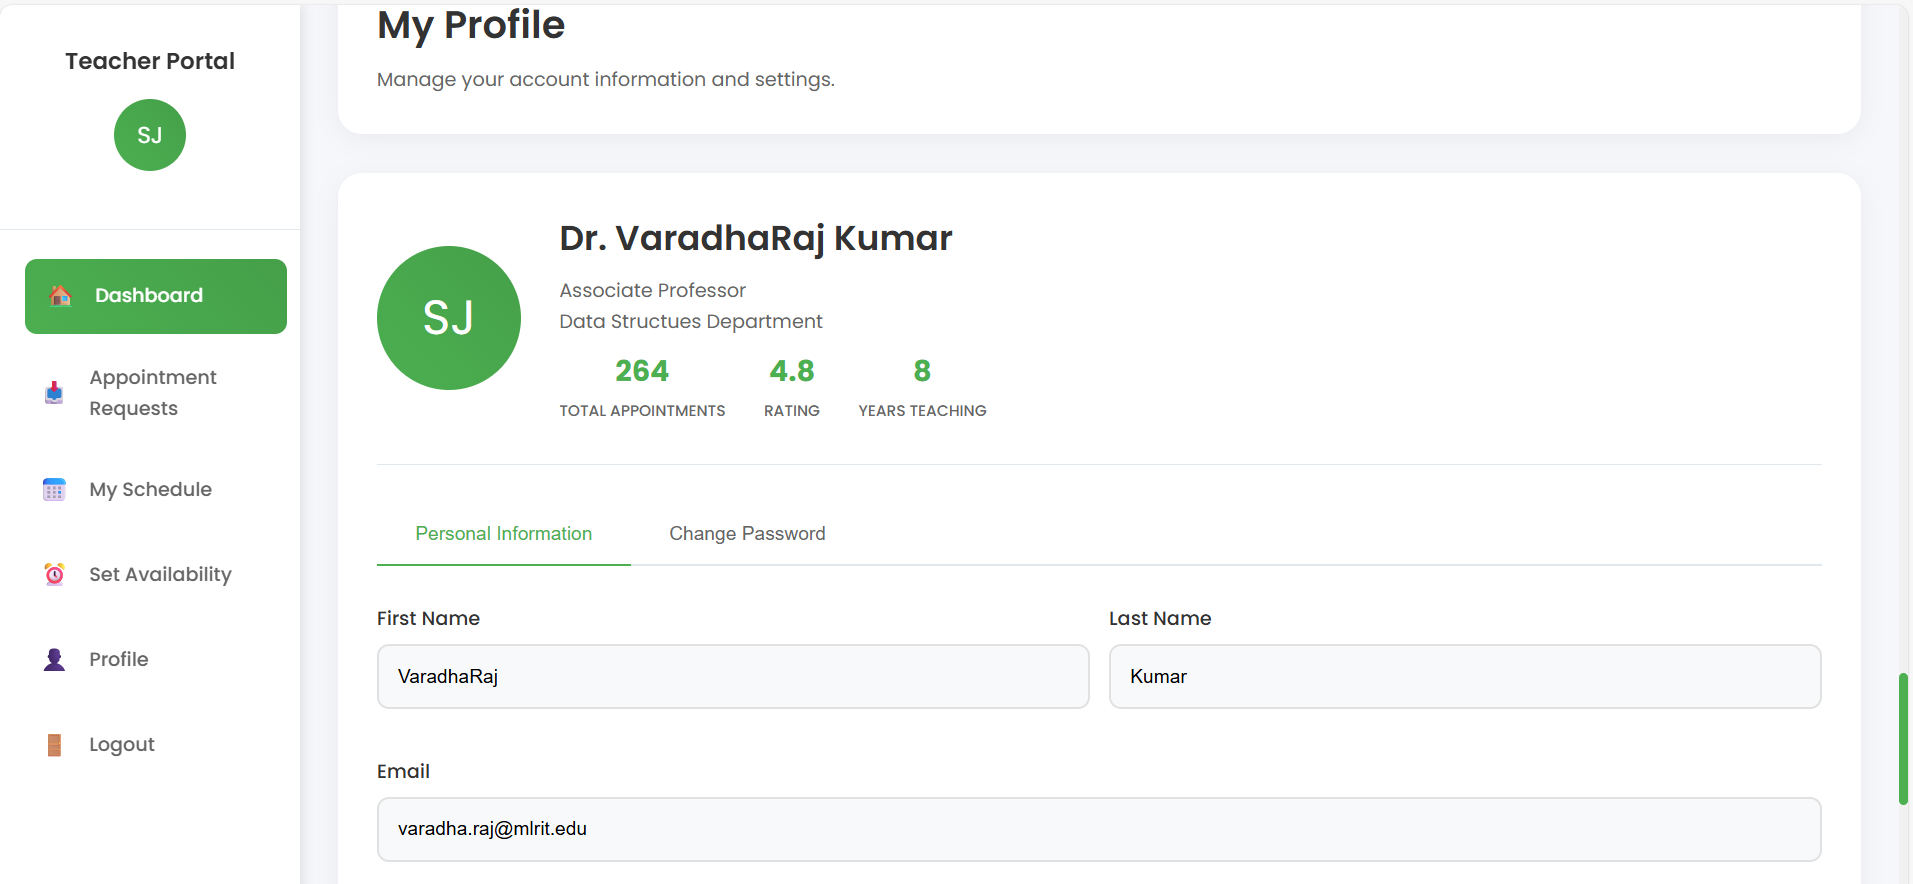 Teacher Portal
SJ
Dashboard
Appointment
Requests
My Schedule
Set Availability
Profile
Logout
My Profile
Manage your account information and settings.
SJ
Dr. VaradhaRaj Kumar
Associate Professor
Data Structues Department
264 4.8 8
TOTAL APPOINTMENTS RATING YEARS TEACHING
Personal Information Change Password
First Name Last Name
VaradhaRaj Kumar
Email
varadha.raj@mlrit.edu